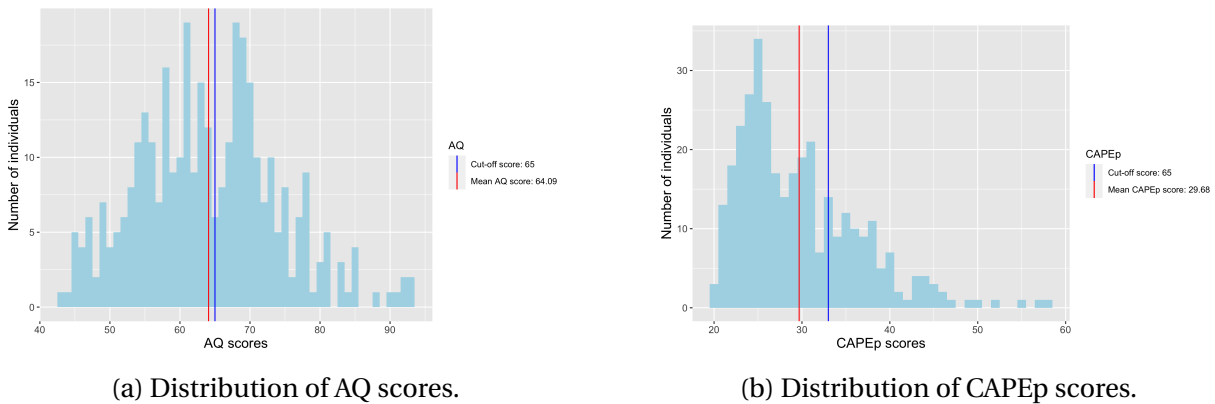 Number of individuals
15
10
5
0
40
50
60
70
80
90
AQ scores
AQ
Cut-off score: 65
Mean AQ score: 64.09
(a) Distribution of AQ scores.
Number of individuals
30
20
10
0
20
30
40
50
60
CAPEp scores
CAPEp
Cut-off score: 65
Mean CAPEp score: 29.68
(b) Distribution of CAPEp scores.